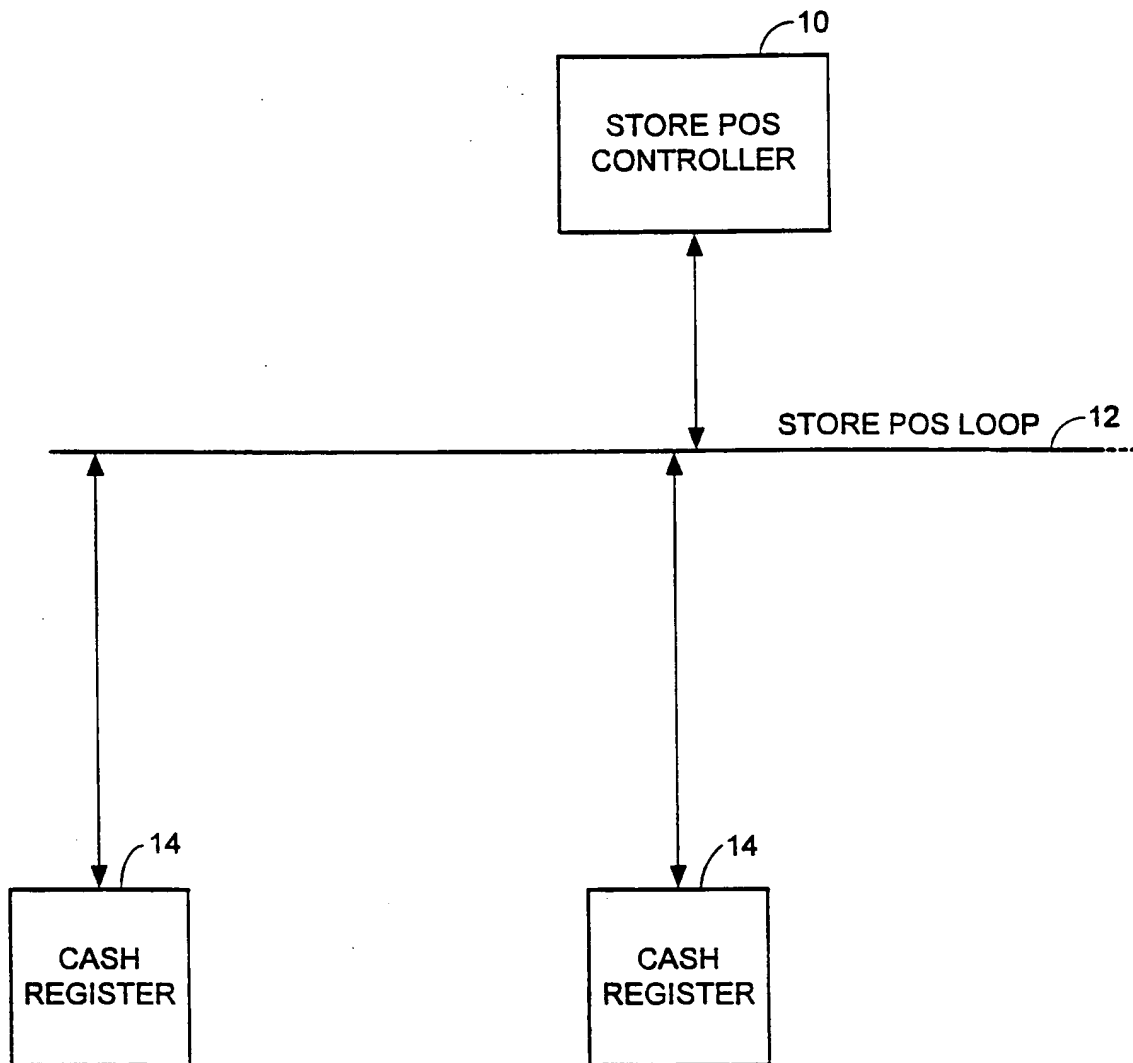 10
STORE POS
CONTROLLER
STORE POS LOOP 12
14
14
CASH
REGISTER
CASH
REGISTER